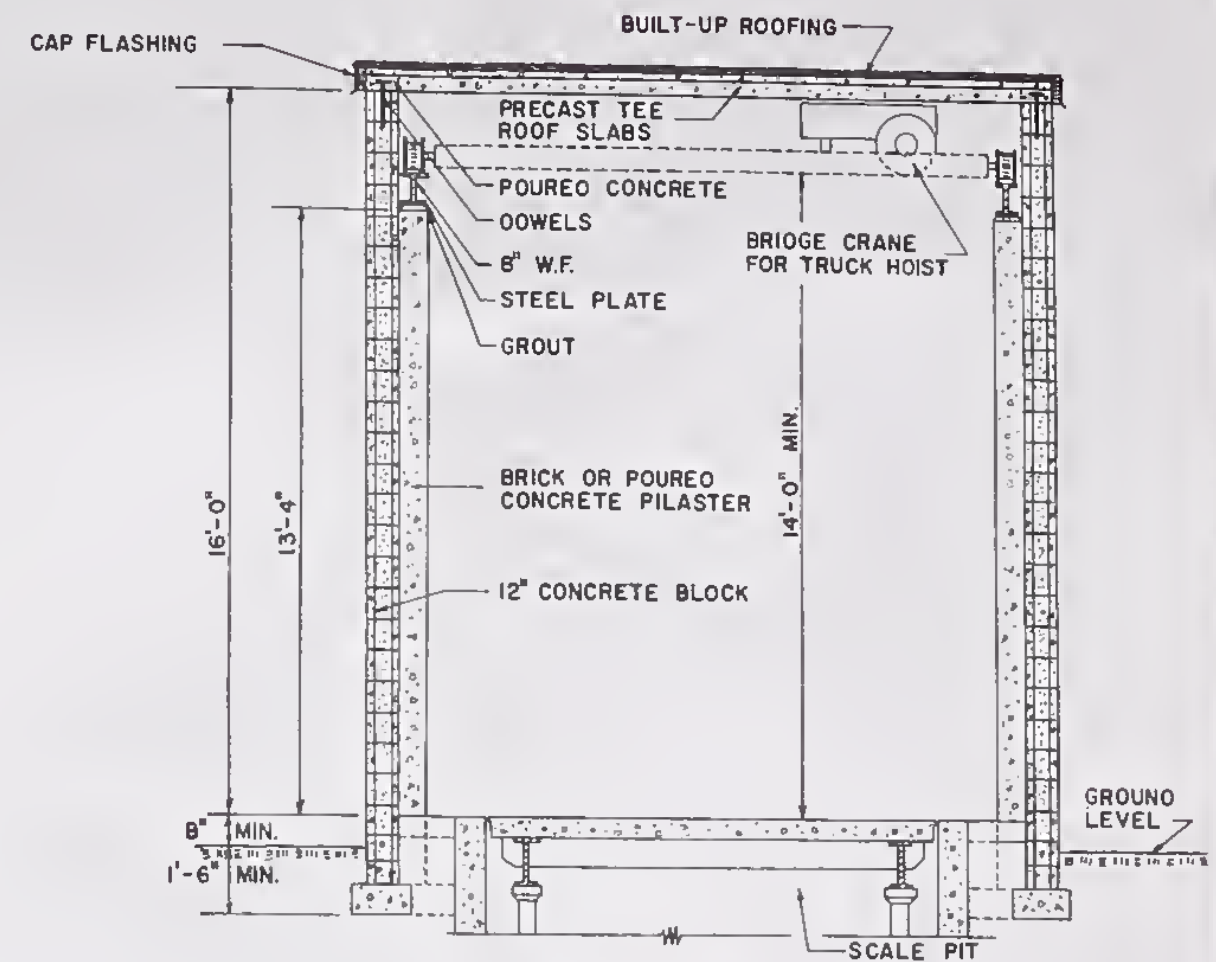 BUILT-UP ROOFING
CAP FLASHING
PRECAST TEE
ROOF SLABS
POUREO CONCRETE
OOWELS
8" W.F.
STEEL PLATE
GROUT
BRIOGE CRANE
FOR TRUCK HOIST
BRICK OR POUREO
CONCRETE PILASTER
16'-0"
13'-4"
14'-0" MIN.
12" CONCRETE BLOCK
GROUNO
LEVEL
8" MIN.
1'-6" MIN.
SCALE PIT